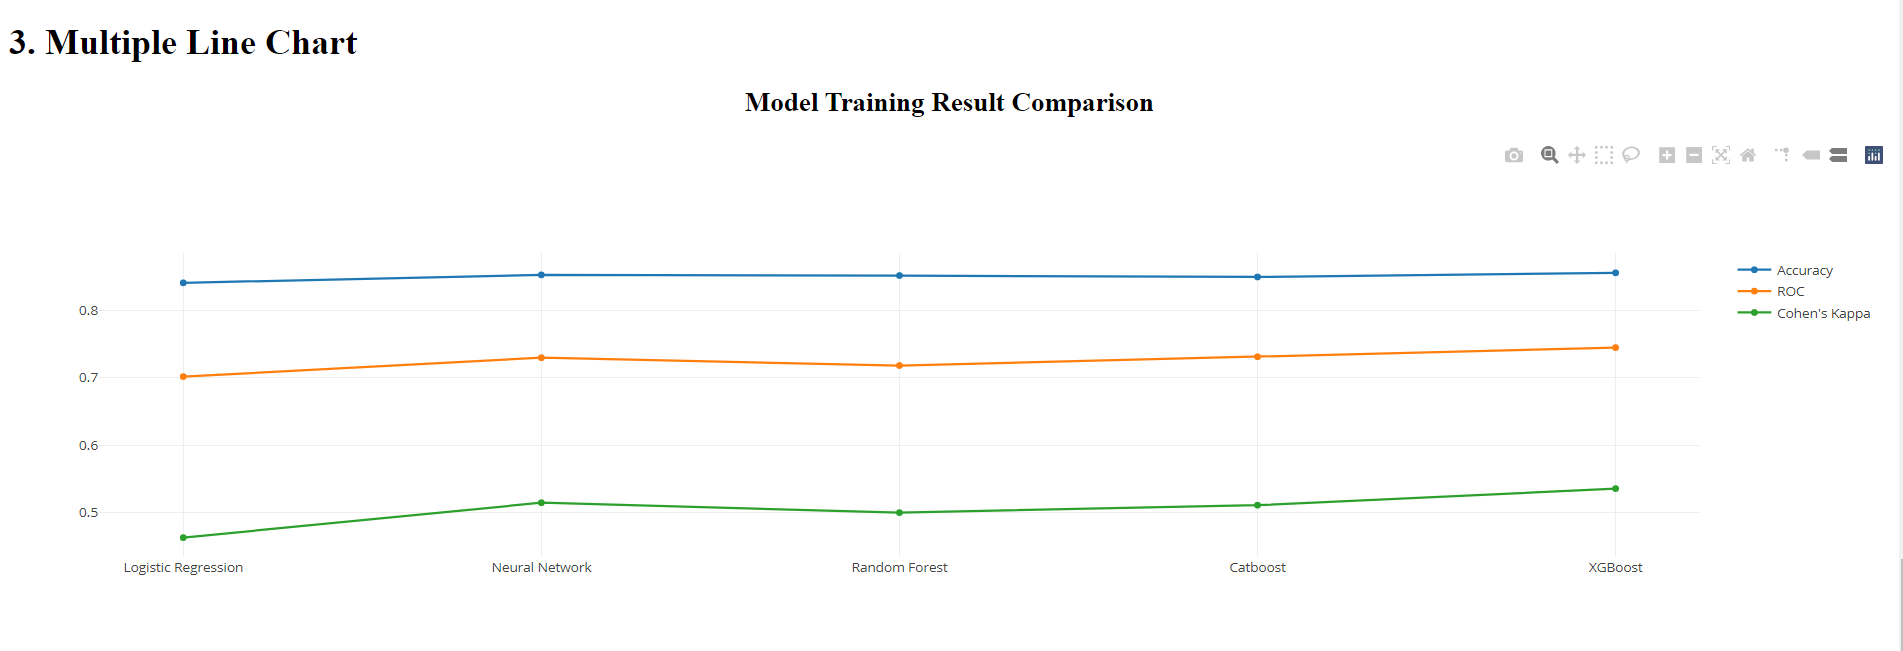 3. Multiple Line Chart
Model Training Result Comparison
Accuracy
ROC
Cohen's Kappa
0.8
0.7
0.6
0.5
Logistic Regression
Neural Network
Random Forest
Catboost
XGBoost